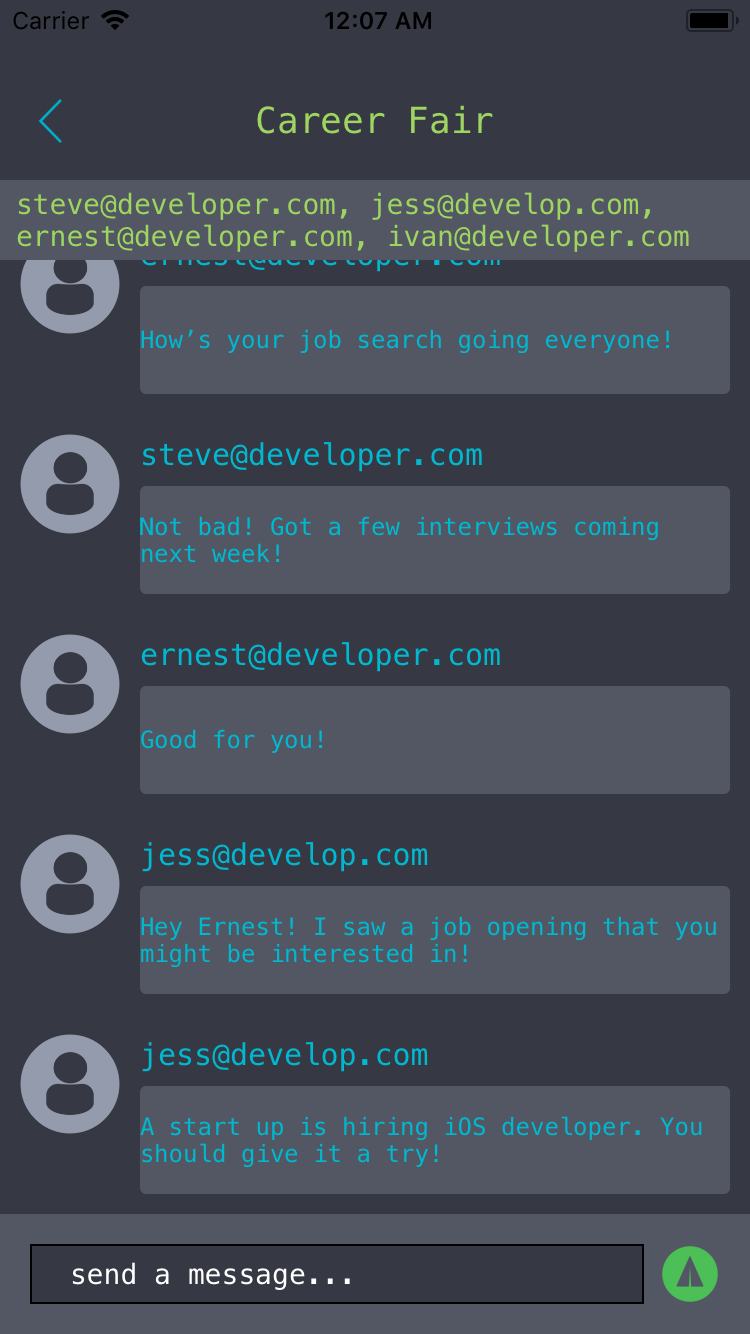 Carrier 12:07 AM
Career Fair
steve@developer.com, jess@develop.com,
ernest@developer.com, ivan@developer.com
ernest@developer.com
How’s your job search going everyone!
steve@developer.com
Not bad! Got a few interviews coming
next week!
ernest@developer.com
Good for you!
jess@develop.com
Hey Ernest! I saw a job opening that you
might be interested in!
jess@develop.com
A start up is hiring iOS developer. You
should give it a try!
send a message...